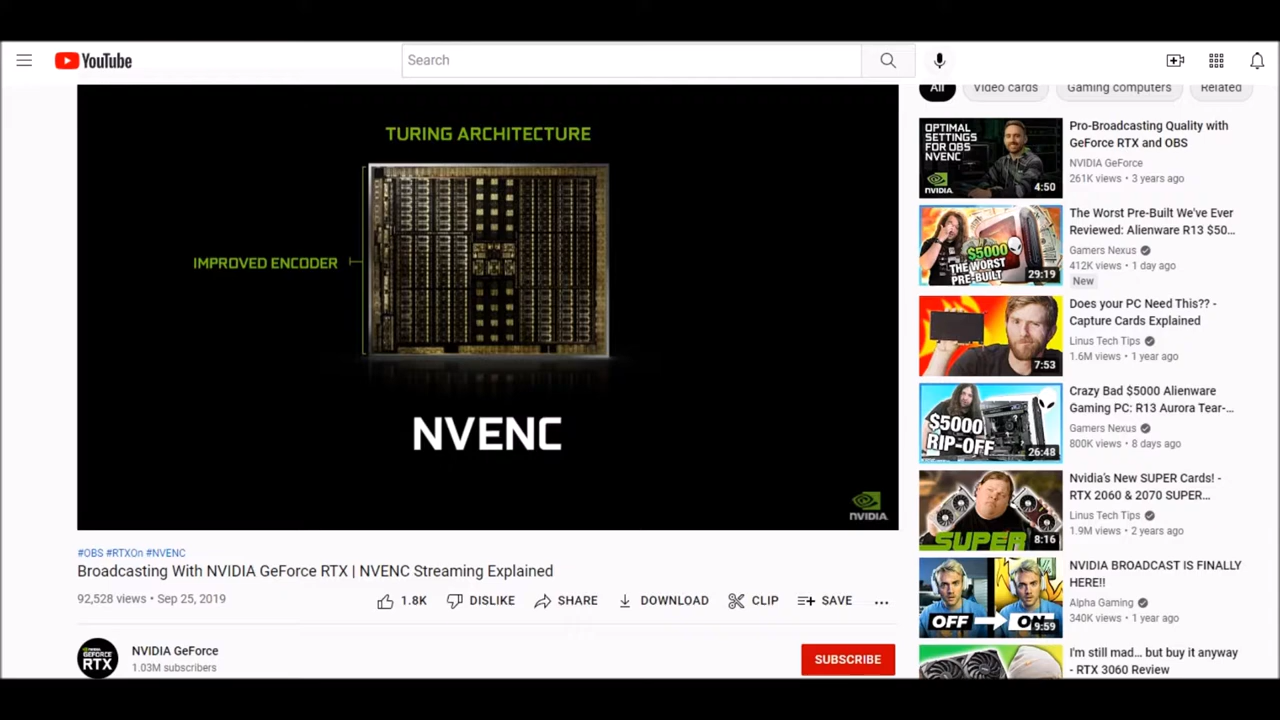 YouTube
Search
All
Video cards
Gaming computers
Related
TURING ARCHITECTURE
IMPROVED ENCODER
NVENC
NVIDIA
#OBS #RTXOn #NVENC
Broadcasting With NVIDIA GeForce RTX | NVENC Streaming Explained
92,528 views • Sep 25, 2019
1.8K
DISLIKE
SHARE
DOWNLOAD
CLIP
SAVE
GEFORCE
RTX
NVIDIA GeForce
1.03M subscribers
SUBSCRIBE
OPTIMAL
SETTINGS
FOR OBS
NVENC
NVIDIA
4:50
Pro-Broadcasting Quality with
GeForce RTX and OBS
NVIDIA GeForce
261K views • 3 years ago
$5000
THE WORST
PRE-BUILT
29:19
The Worst Pre-Built We've Ever
Reviewed: Alienware R13 $50...
Gamers Nexus
412K views • 1 day ago
New
7:53
Does your PC Need This?? -
Capture Cards Explained
Linus Tech Tips
1.6M views • 1 year ago
$5000
RIP-OFF
26:48
Crazy Bad $5000 Alienware
Gaming PC: R13 Aurora Tear-...
Gamers Nexus
800K views • 8 days ago
SUPER
8:16
Nvidia's New SUPER Cards! -
RTX 2060 & 2070 SUPER...
Linus Tech Tips
1.9M views • 2 years ago
OFF
ON
9:59
NVIDIA BROADCAST IS FINALLY
HERE!!
Alpha Gaming
340K views • 1 year ago
I'm still mad... but buy it anyway
- RTX 3060 Review